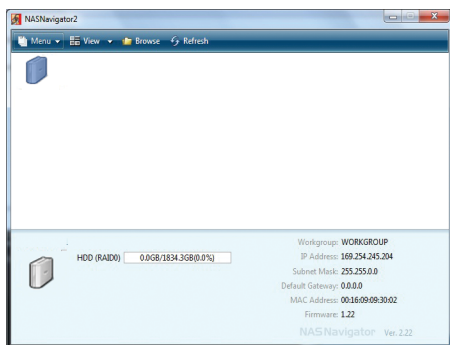 NASNavigator2
Menu View Browse Refresh
Workgroup: WORKGROUP
HDD (RAID0) 0.0GB/1834.3GB(0.0%) IP Address: 169.254.245.204
Subnet Mask: 255.255.0.0
Default Gateway: 0.0.0.0
MAC Address: 00:16:09:09:30:02
Firmware: 1.22
NAS Navigator Ver. 2.22